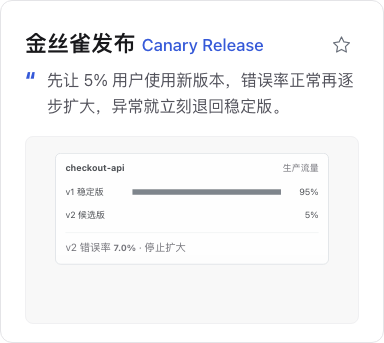 金丝雀发布 Canary Release
“ 先让 5% 用户使用新版本，错误率正常再逐
步扩大，异常就立刻退回稳定版。
checkout-api 生产流量
v1 稳定版 95%
v2 候选版 5%
v2 错误率 7.0% · 停止扩大